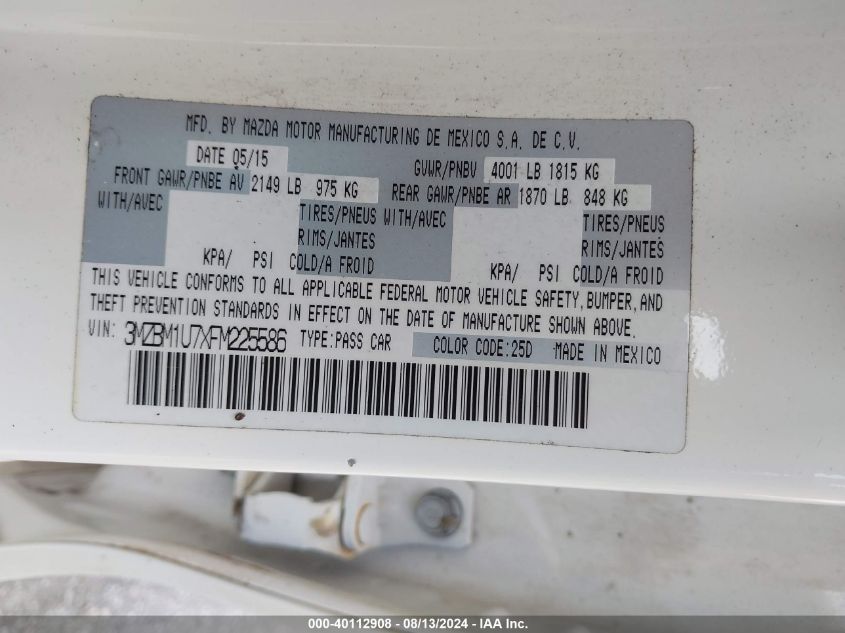 MFD. BY MAZDA MOTOR MANUFACTURING DE MEXICO S.A. DE C.V.
DATE 05/15 GVWR/PNBV 4001 LB 1815 KG
FRONT GAWR/PNBE AV 2149 LB 975 KG REAR GAWR/PNBE AR 1870 LB 848 KG
WITH/AVEC TIRES/PNEUS WITH/AVEC TIRES/PNEUS
RIMS/JANTES RIMS/JANTES
KPA/ PSI COLD/A FROID KPA/ PSI COLD/A FROID
THIS VEHICLE CONFORMS TO ALL APPLICABLE FEDERAL MOTOR VEHICLE SAFETY, BUMPER, AND
THEFT PREVENTION STANDARDS IN EFFECT ON THE DATE OF MANUFACTURE SHOWN ABOVE.
VIN: 3MZBM1U7XFM225586 TYPE:PASS CAR COLOR CODE:25D MADE IN MEXICO
000-40112908 - 08/13/2024 - IAA Inc.